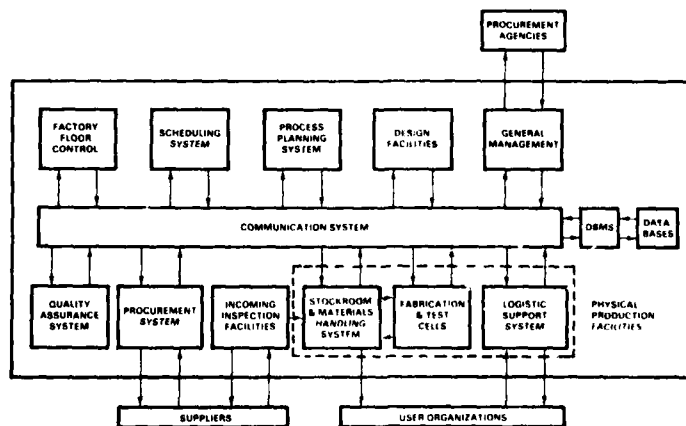 PROCUREMENT
AGENCIES
FACTORY
FLOOR
CONTROL
SCHEDULING
SYSTEM
PROCESS
PLANNING
SYSTEM
DESIGN
FACILITIES
GENERAL
MANAGEMENT
COMMUNICATION SYSTEM
DBMS
DATA
BASES
QUALITY
ASSURANCE
SYSTEM
PROCUREMENT
SYSTEM
INCOMING
INSPECTION
FACILITIES
STOCKROOM
& MATERIALS
HANDLING
SYSTEM
FABRICATION
& TEST
CELLS
LOGISTIC
SUPPORT
SYSTEM
PHYSICAL
PRODUCTION
FACILITIES
SUPPLIERS
USER ORGANIZATIONS